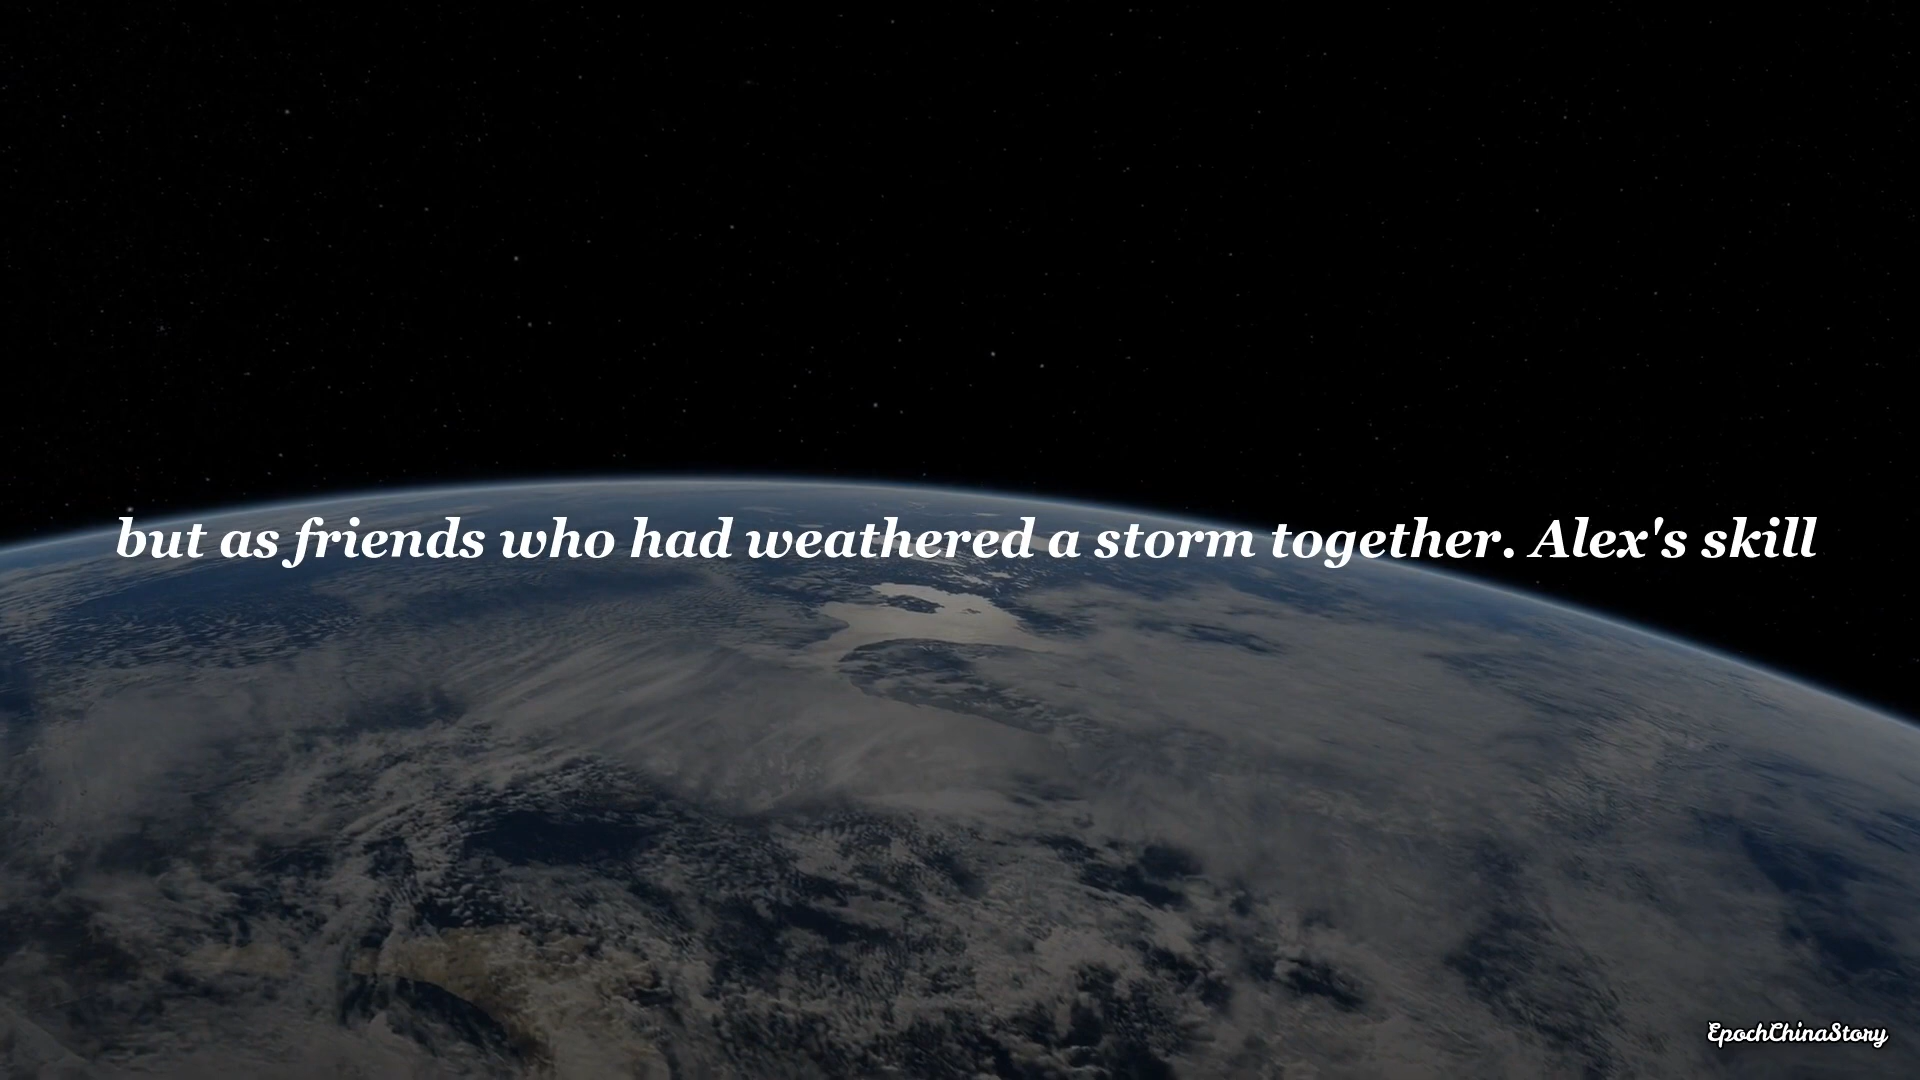 but as friends who had weathered a storm together. Alex's skill
EpochChinaStory